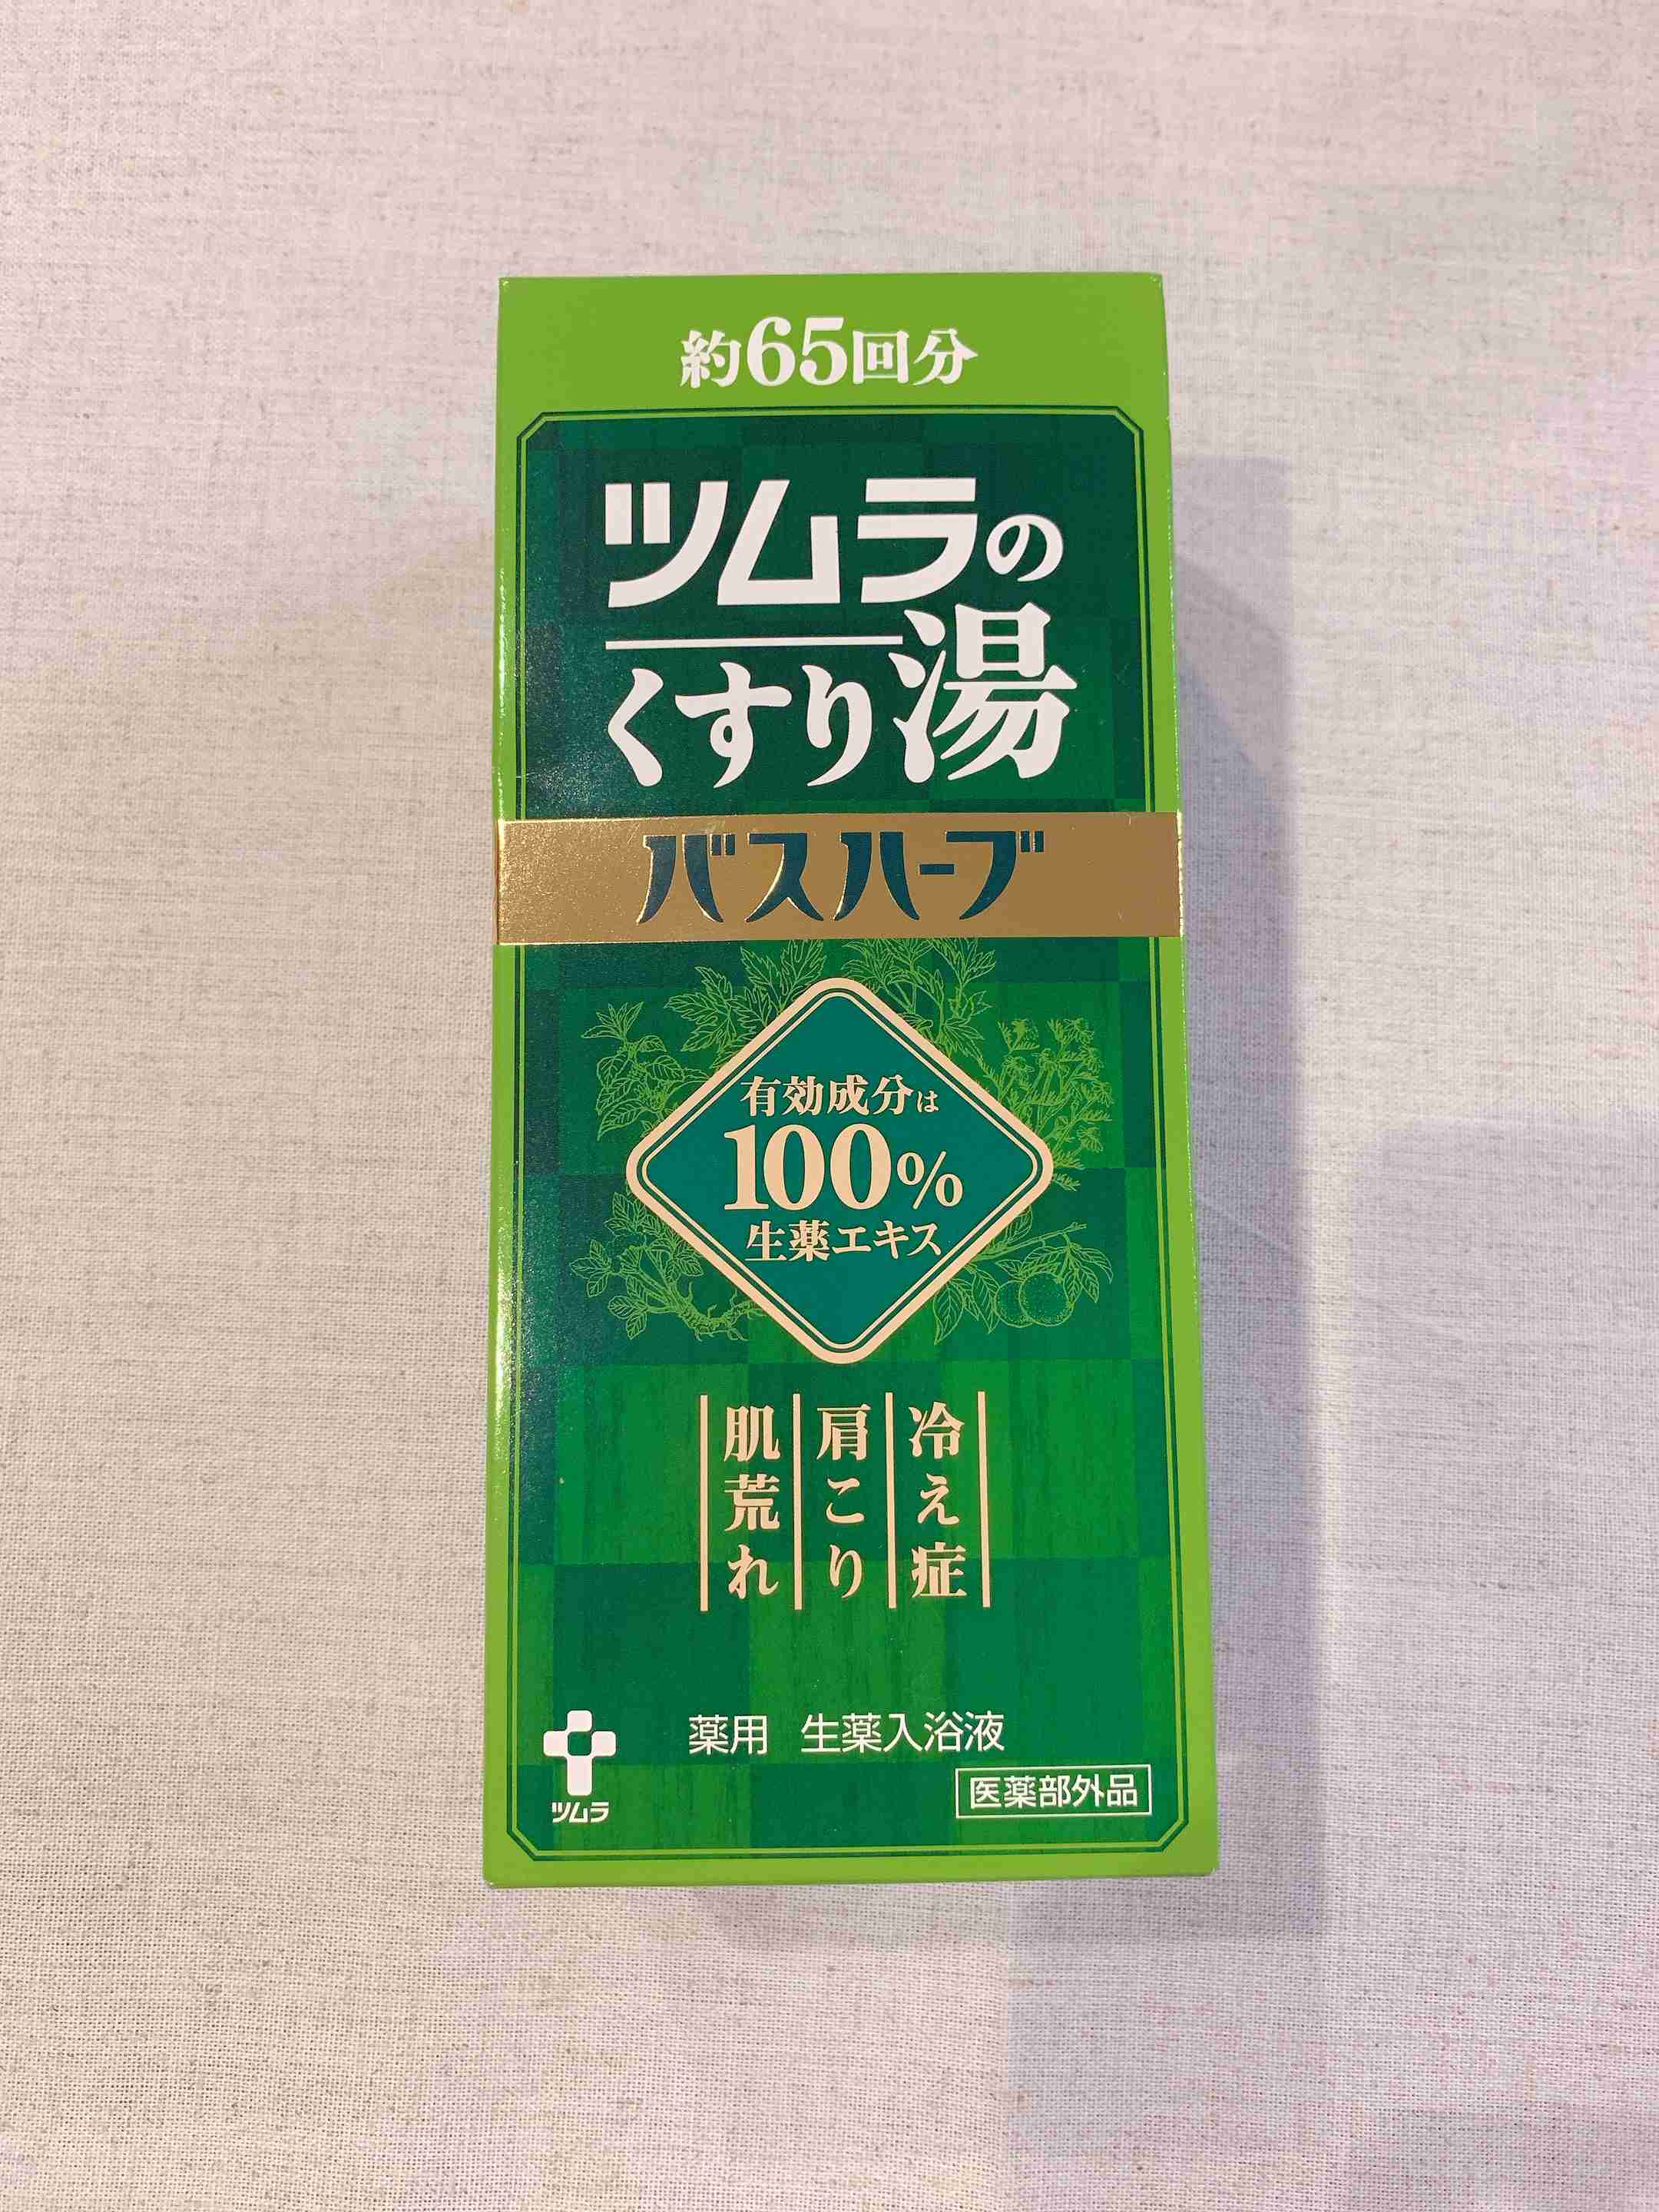 約65回分
ツムラの
くすり湯
バスハーブ
有効成分は
100%
生薬エキス
冷え症
肩こり
肌荒れ
薬用 生薬入浴液
医薬部外品
ツムラ